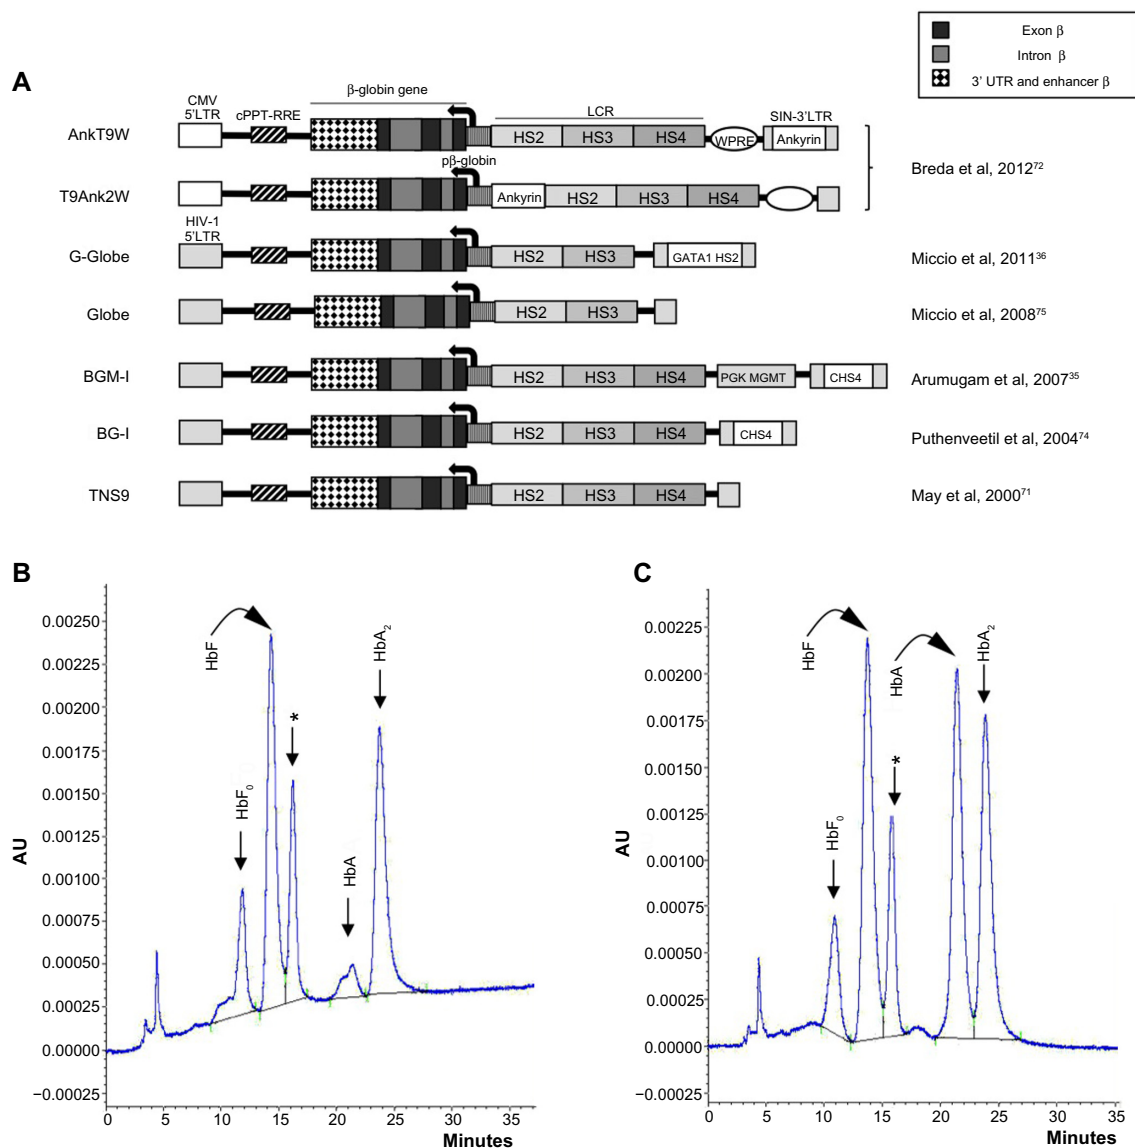 Exon β
Intron β
3' UTR and enhancer β
A
CMV
5'LTR
cPPT-RRE
β-globin gene
LCR
SIN-3'LTR
AnkT9W
HS2 HS3 HS4 WPRE Ankyrin
Breda et al, 2012⁷²
pβ-globin
T9Ank2W
Ankyrin HS2 HS3 HS4
HIV-1
5'LTR
G-Globe HS2 HS3 GATA1 HS2 Miccio et al, 2011³⁶
Globe HS2 HS3 Miccio et al, 2008⁷⁵
BGM-I HS2 HS3 HS4 PGK MGMT CHS4 Arumugam et al, 2007³⁵
BG-I HS2 HS3 HS4 CHS4 Puthenveetil et al, 2004⁷⁴
TNS9 HS2 HS3 HS4 May et al, 2000⁷¹
B
0.00250
0.00225
0.00200
0.00175
0.00150
0.00125
0.00100
0.00075
0.00050
0.00025
0.00000
−0.00025
AU
HbF
HbF₀
*
HbA
HbA₂
0 5 10 15 20 25 30 35
Minutes
C
0.00225
0.00200
0.00175
0.00150
0.00125
0.00100
0.00075
0.00050
0.00025
0.00000
−0.00025
AU
HbF
HbF₀
*
HbA
HbA₂
0 5 10 15 20 25 30 35
Minutes